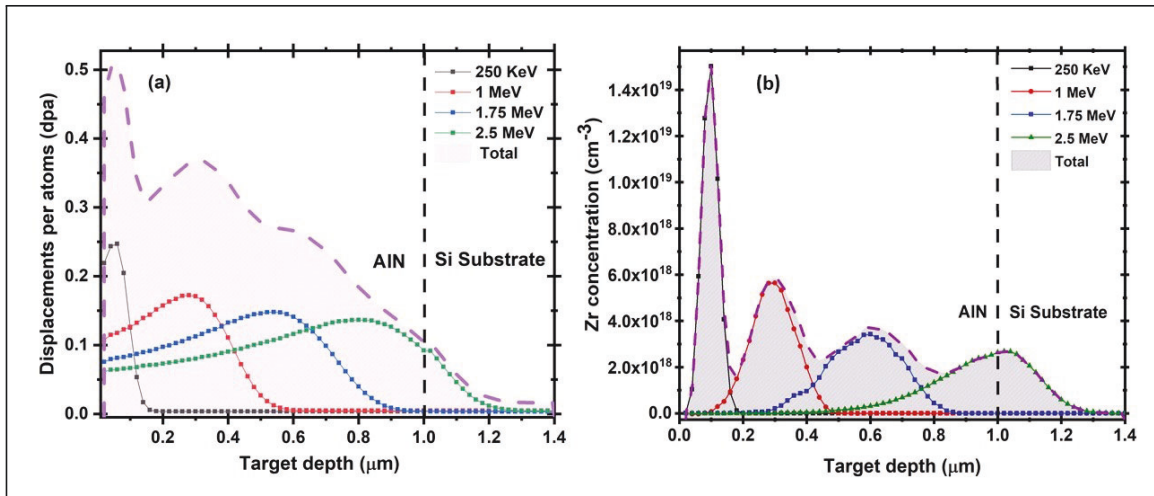 (a)
250 KeV
1 MeV
1.75 MeV
2.5 MeV
Total
AlN
Si Substrate
Displacements per atoms (dpa)
0.5
0.4
0.3
0.2
0.1
0.0
0.2 0.4 0.6 0.8 1.0 1.2 1.4
Target depth (μm)
(b)
250 KeV
1 MeV
1.75 MeV
2.5 MeV
Total
AlN
Si Substrate
Zr concentration (cm⁻³)
1.4x10¹⁹
1.2x10¹⁹
1.0x10¹⁹
8.0x10¹⁸
6.0x10¹⁸
4.0x10¹⁸
2.0x10¹⁸
0.0
0.0 0.2 0.4 0.6 0.8 1.0 1.2 1.4
Target depth (μm)